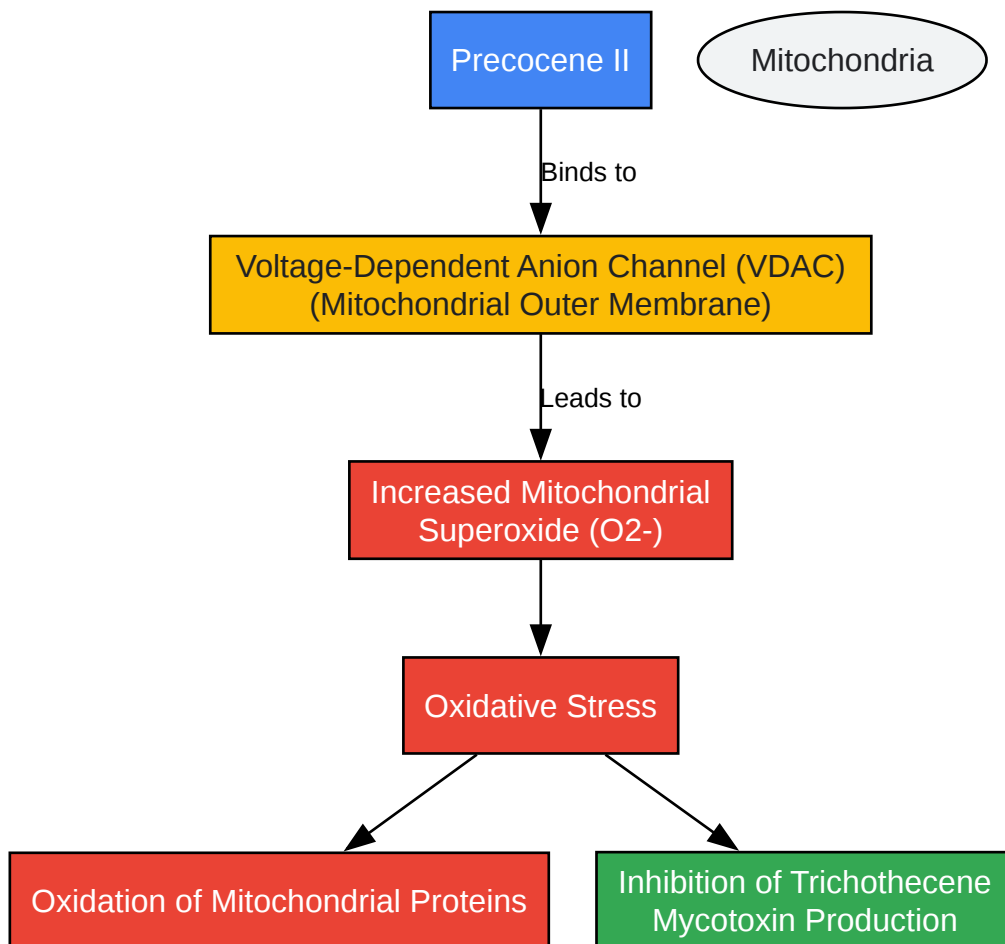 Precocene II
Mitochondria
Binds to
Voltage-Dependent Anion Channel (VDAC)
(Mitochondrial Outer Membrane)
Leads to
Increased Mitochondrial
Superoxide (O2-)
Oxidative Stress
Oxidation of Mitochondrial Proteins
Inhibition of Trichothecene
Mycotoxin Production